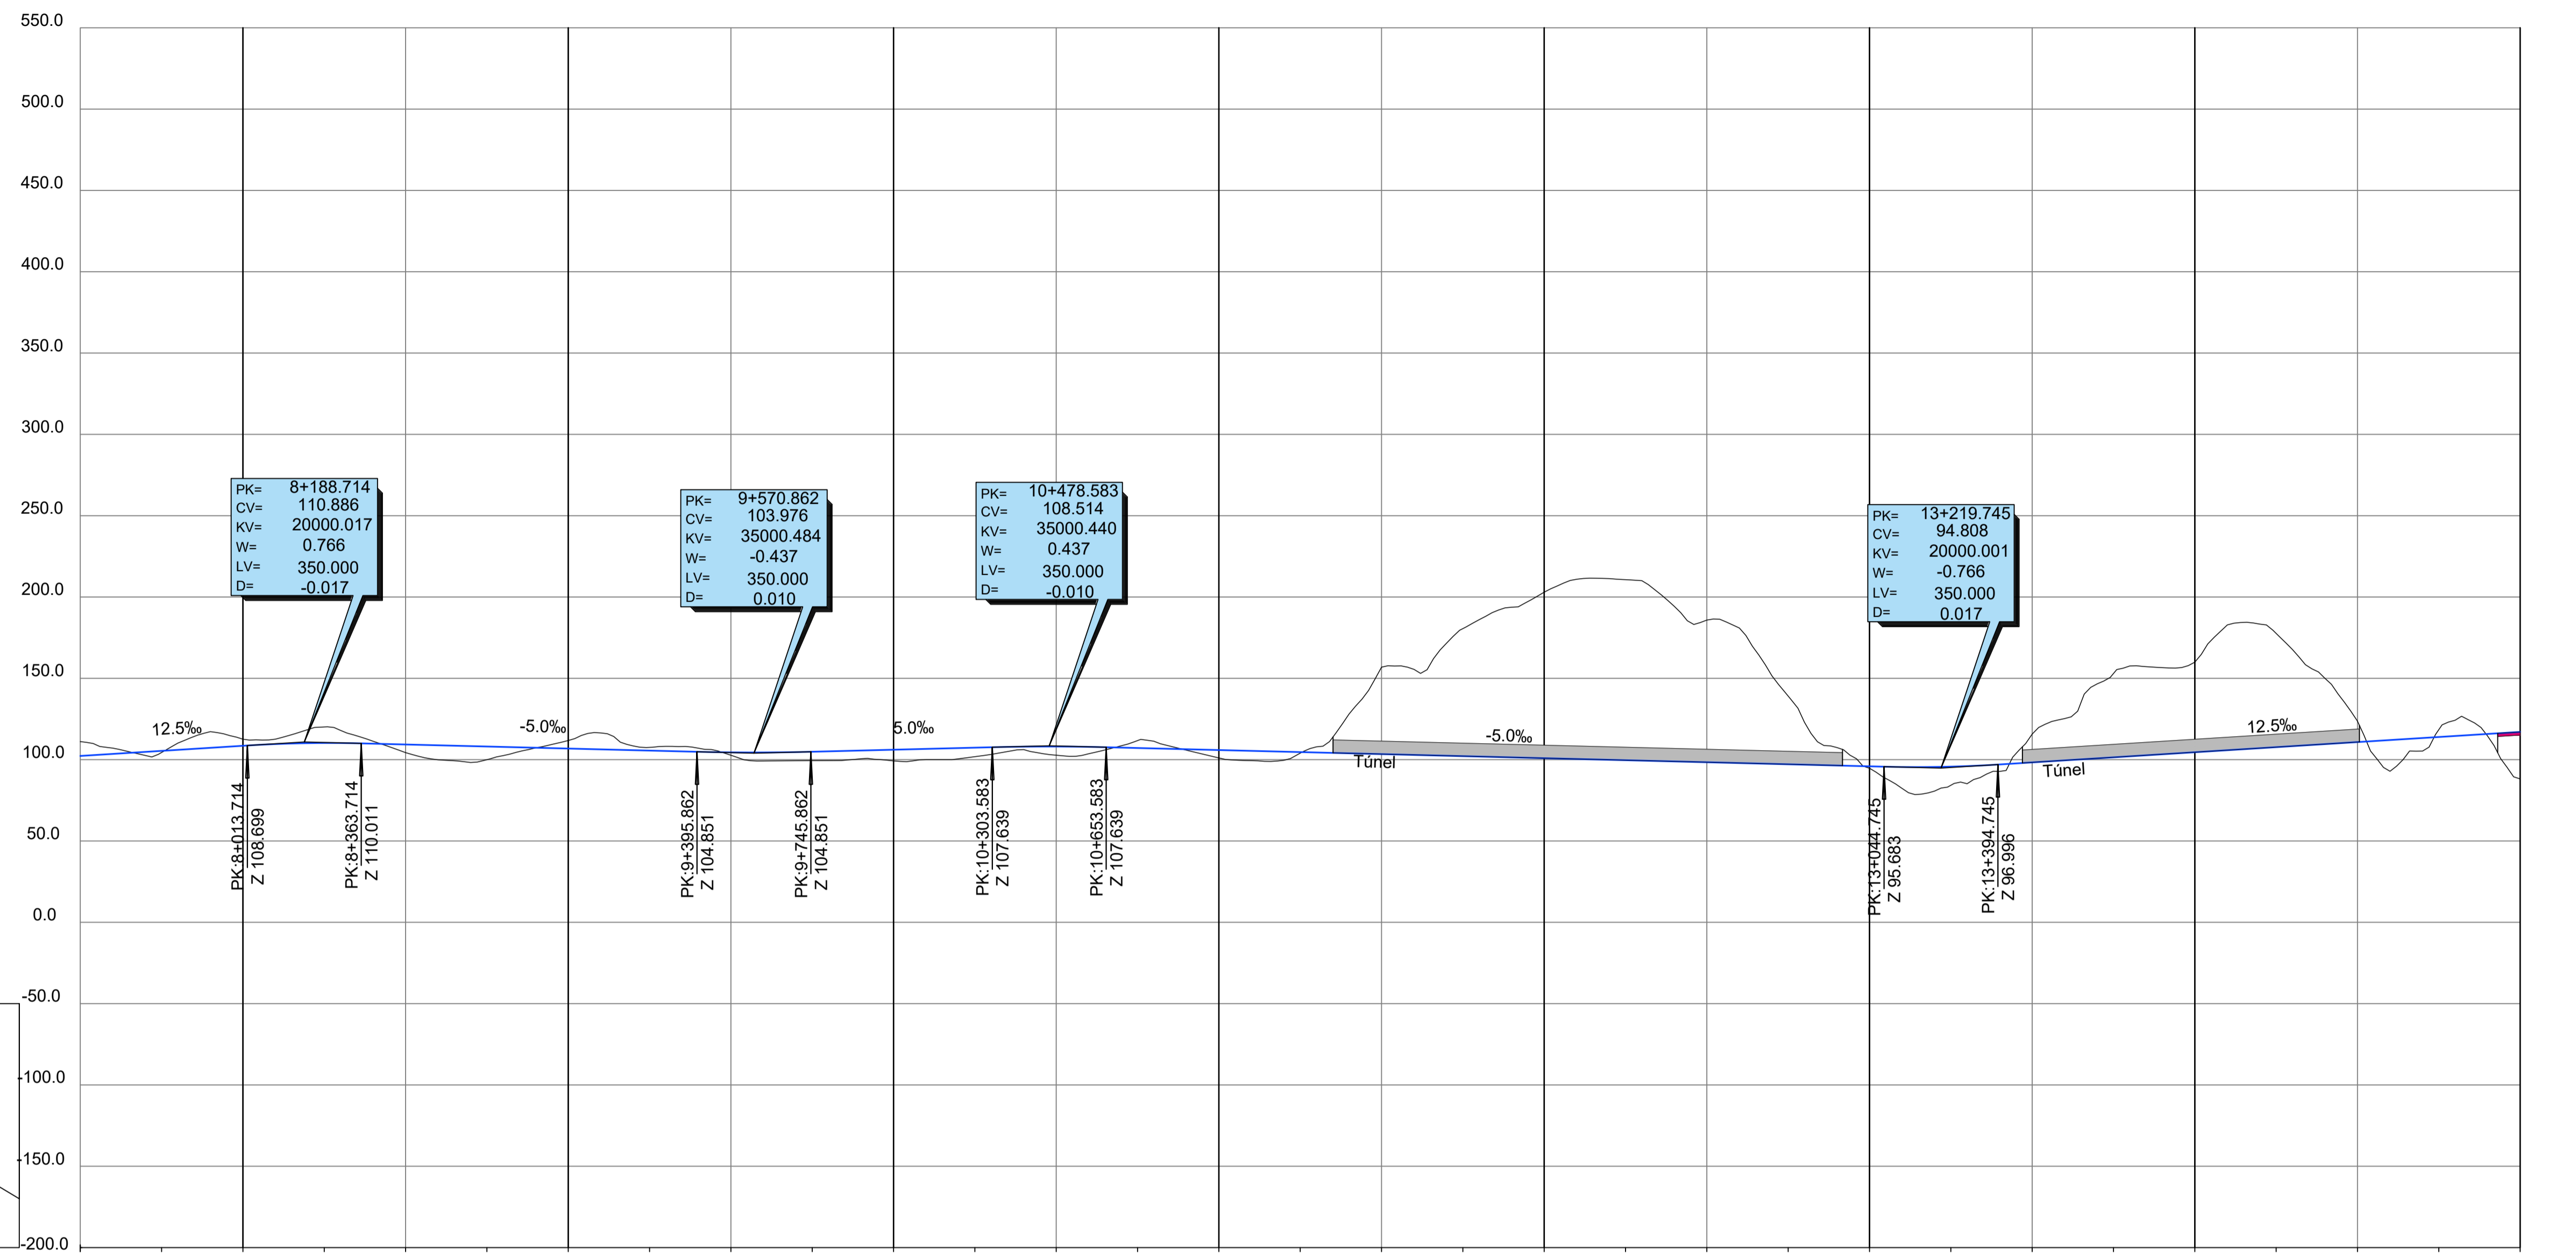 550.0
500.0
450.0
400.0
350.0
300.0
250.0
200.0
150.0
100.0
50.0
0.0
-50.0
-100.0
-150.0
-200.0
PK= 8+188.714
CV= 110.886
KV= 20000.017
W= 0.766
LV= 350.000
D= -0.017
PK= 9+570.862
CV= 103.976
KV= 35000.484
W= -0.437
LV= 350.000
D= 0.010
PK= 10+478.583
CV= 108.514
KV= 35000.440
W= 0.437
LV= 350.000
D= -0.010
PK= 13+219.745
CV= 94.808
KV= 20000.001
W= -0.766
LV= 350.000
D= 0.017
12.5‰
-5.0‰
5.0‰
-5.0‰
12.5‰
Túnel
Túnel
PK:8+013.714
Z 108.699
PK:8+363.714
Z 110.011
PK:9+395.862
Z 104.851
PK:9+745.862
Z 104.851
PK:10+303.583
Z 107.639
PK:10+653.583
Z 107.639
PK:13+044.745
Z 95.683
PK:13+394.745
Z 96.996